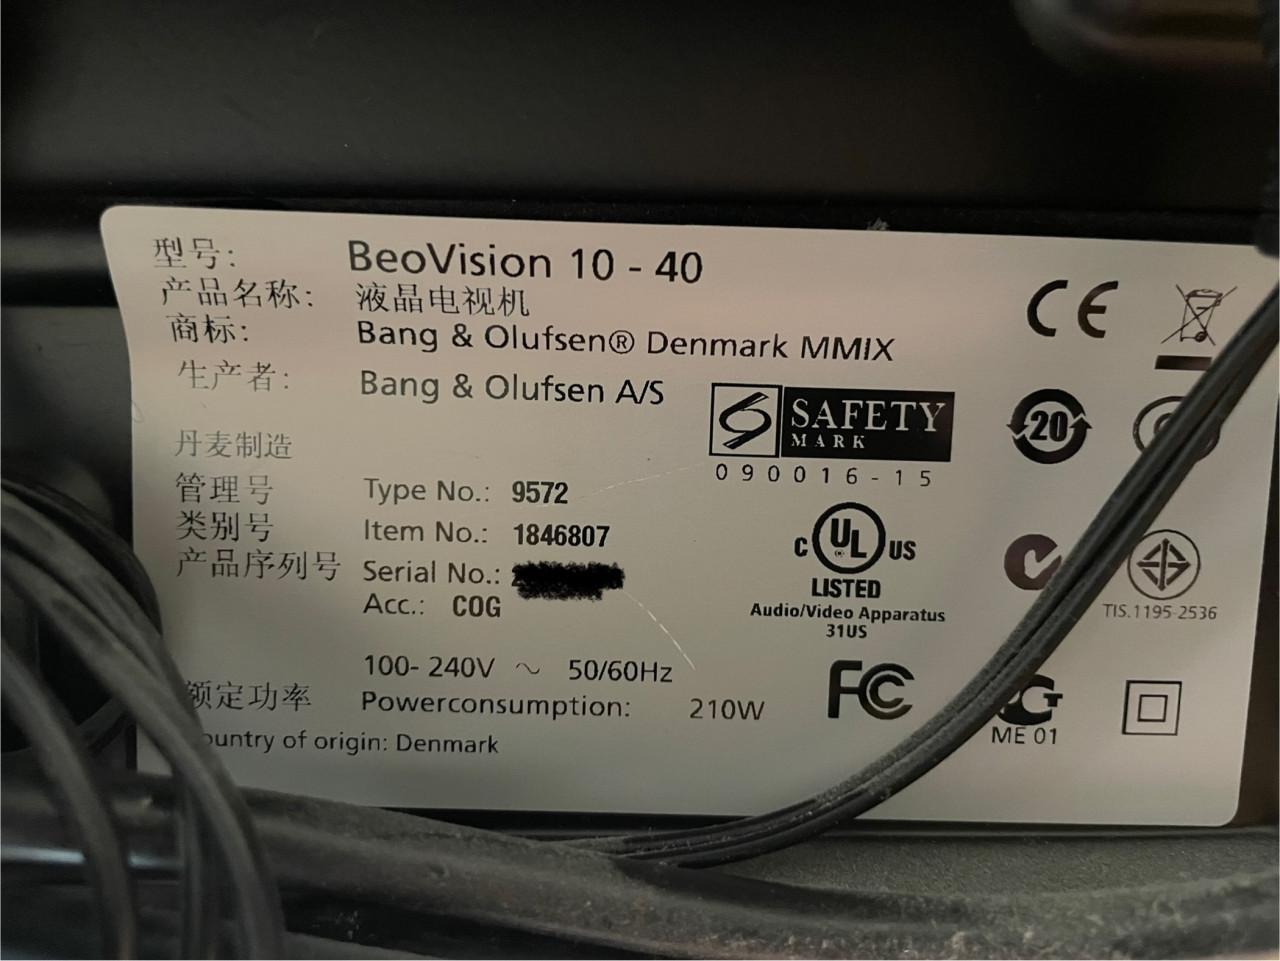 型号: BeoVision 10 - 40
产品名称: 液晶电视机
商标: Bang & Olufsen® Denmark MMIX
生产者: Bang & Olufsen A/S
SAFETY
MARK
090016-15
丹麦制造
管理号 Type No.: 9572
类别号 Item No.: 1846807
产品序列号 Serial No.:
Acc.: COG
100- 240V ~ 50/60Hz
额定功率 Powerconsumption: 210W
ountry of origin: Denmark
CE
20
C UL US
LISTED
Audio/Video Apparatus
31US
TIS.1195-2536
FC
ME 01